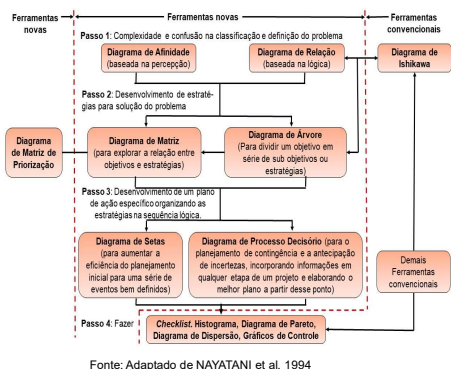 Ferramentas
novas
Ferramentas novas
Ferramentas
convencionais
Passo 1: Complexidade e confusão na classificação e definição do problema
Diagrama de Afinidade
(baseada na percepção)
Diagrama de Relação
(baseada na lógica)
Diagrama de
Ishikawa
Passo 2: Desenvolvimento de estraté-
gias para solução do problema
Diagrama
de Matriz de
Priorização
Diagrama de Matriz
(para explorar a relação entre
objetivos e estratégias)
Diagrama de Árvore
(Para dividir um objetivo em
série de sub objetivos ou
estratégias)
Passo 3: Desenvolvimento de um plano
de ação específico organizando as
estratégias na sequência lógica.
Diagrama de Setas
(para aumentar a
eficiência do planejamento
inicial para uma série de
eventos bem definidos)
Diagrama de Processo Decisório (para o
planejamento de contingência e a antecipação
de incertezas, incorporando informações em
qualquer etapa de um projeto e elaborando o
melhor plano a partir desse ponto)
Demais
Ferramentas
convencionais
Passo 4: Fazer
Checklist. Histograma, Diagrama de Pareto,
Diagrama de Dispersão, Gráficos de Controle
Fonte: Adaptado de NAYATANI et al. 1994